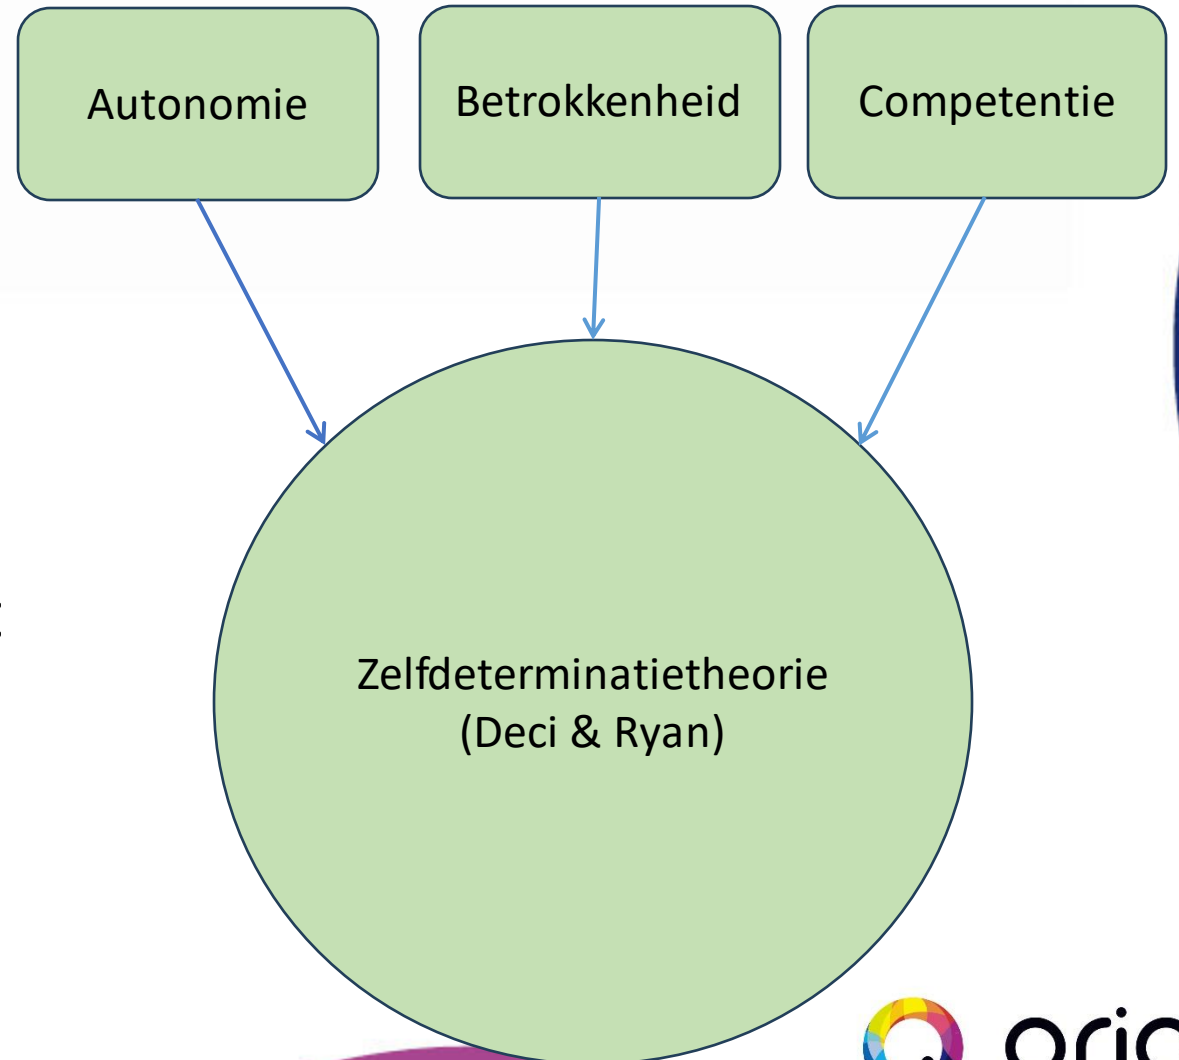 Autonomie
Betrokkenheid
Competentie
Zelfdeterminatietheorie
(Deci & Ryan)